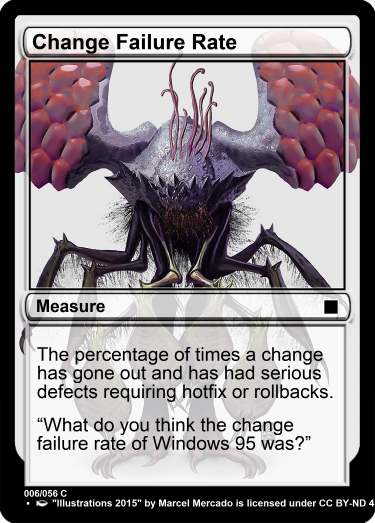 Change Failure Rate
Measure
The percentage of times a change
has gone out and has had serious
defects requiring hotfix or rollbacks.
“What do you think the change
failure rate of Windows 95 was?”
006/056 C
• "Illustrations 2015" by Marcel Mercado is licensed under CC BY-ND 4